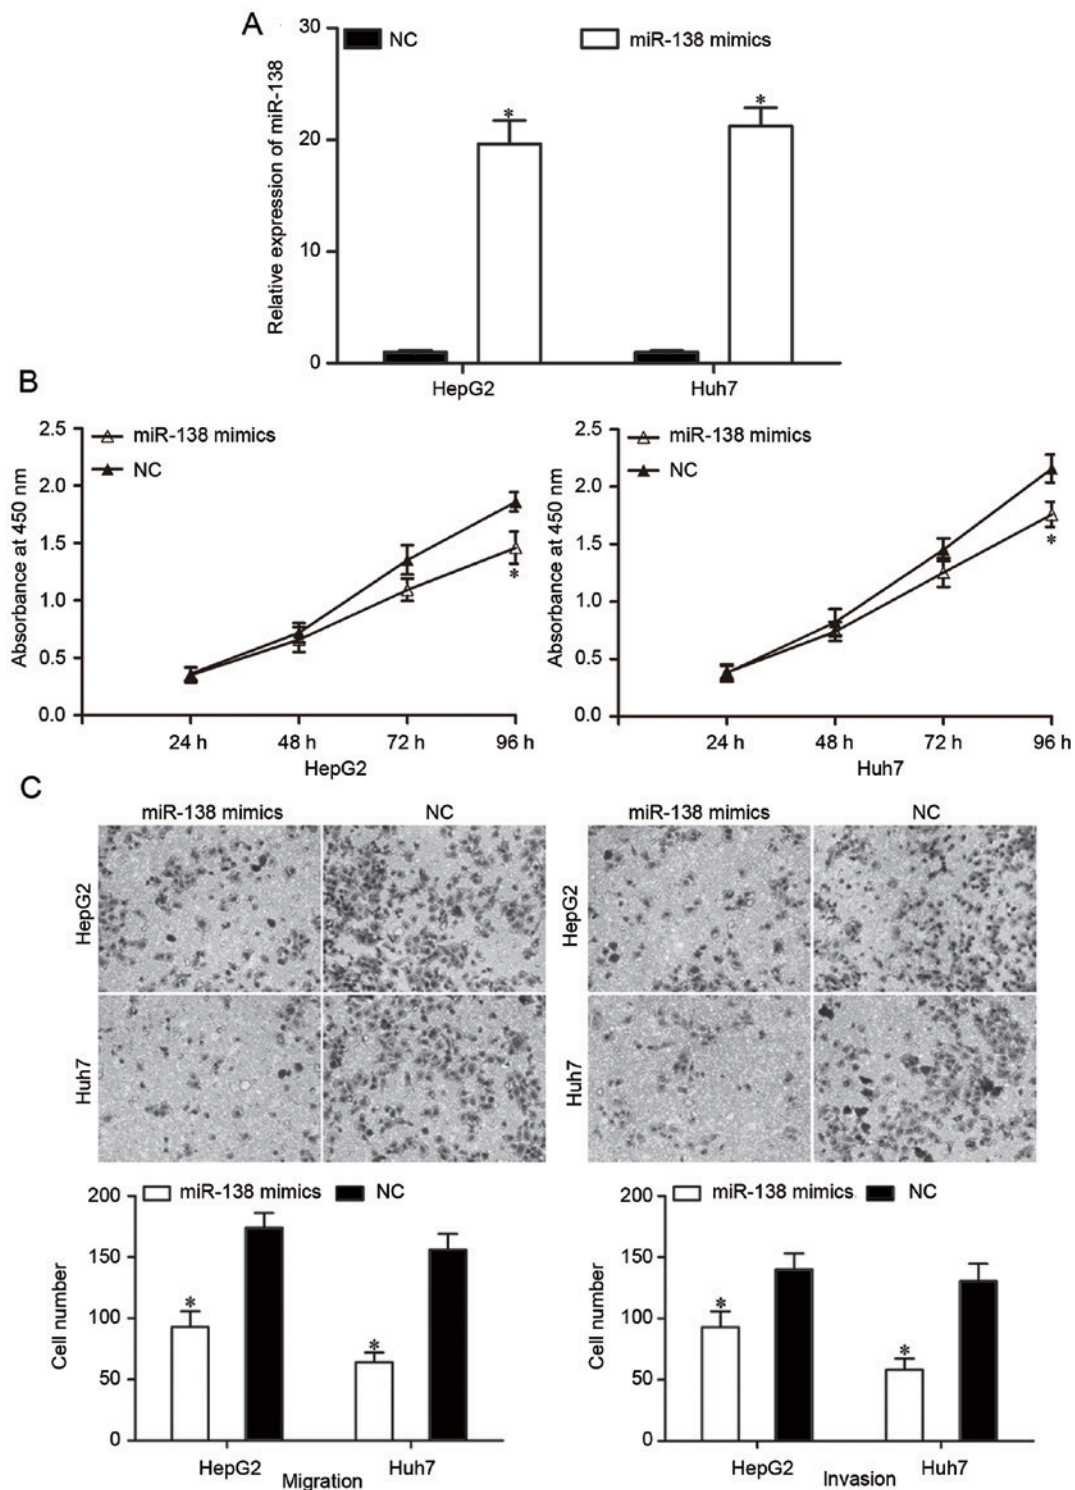 A
30
NC
miR-138 mimics
Relative expression of miR-138
*
*
20
10
0
HepG2
Huh7
B
2.5
miR-138 mimics
NC
2.0
1.5
1.0
0.5
0.0
Absorbance at 450 nm
*
24 h
48 h
72 h
96 h
HepG2
2.5
miR-138 mimics
NC
2.0
1.5
1.0
0.5
0.0
Absorbance at 450 nm
*
24 h
48 h
72 h
96 h
Huh7
C
miR-138 mimics
NC
HepG2
Huh7
miR-138 mimics
NC
HepG2
Huh7
200
miR-138 mimics
NC
150
100
50
0
Cell number
*
*
HepG2
Huh7
Migration
200
miR-138 mimics
NC
150
100
50
0
Cell number
*
*
HepG2
Huh7
Invasion